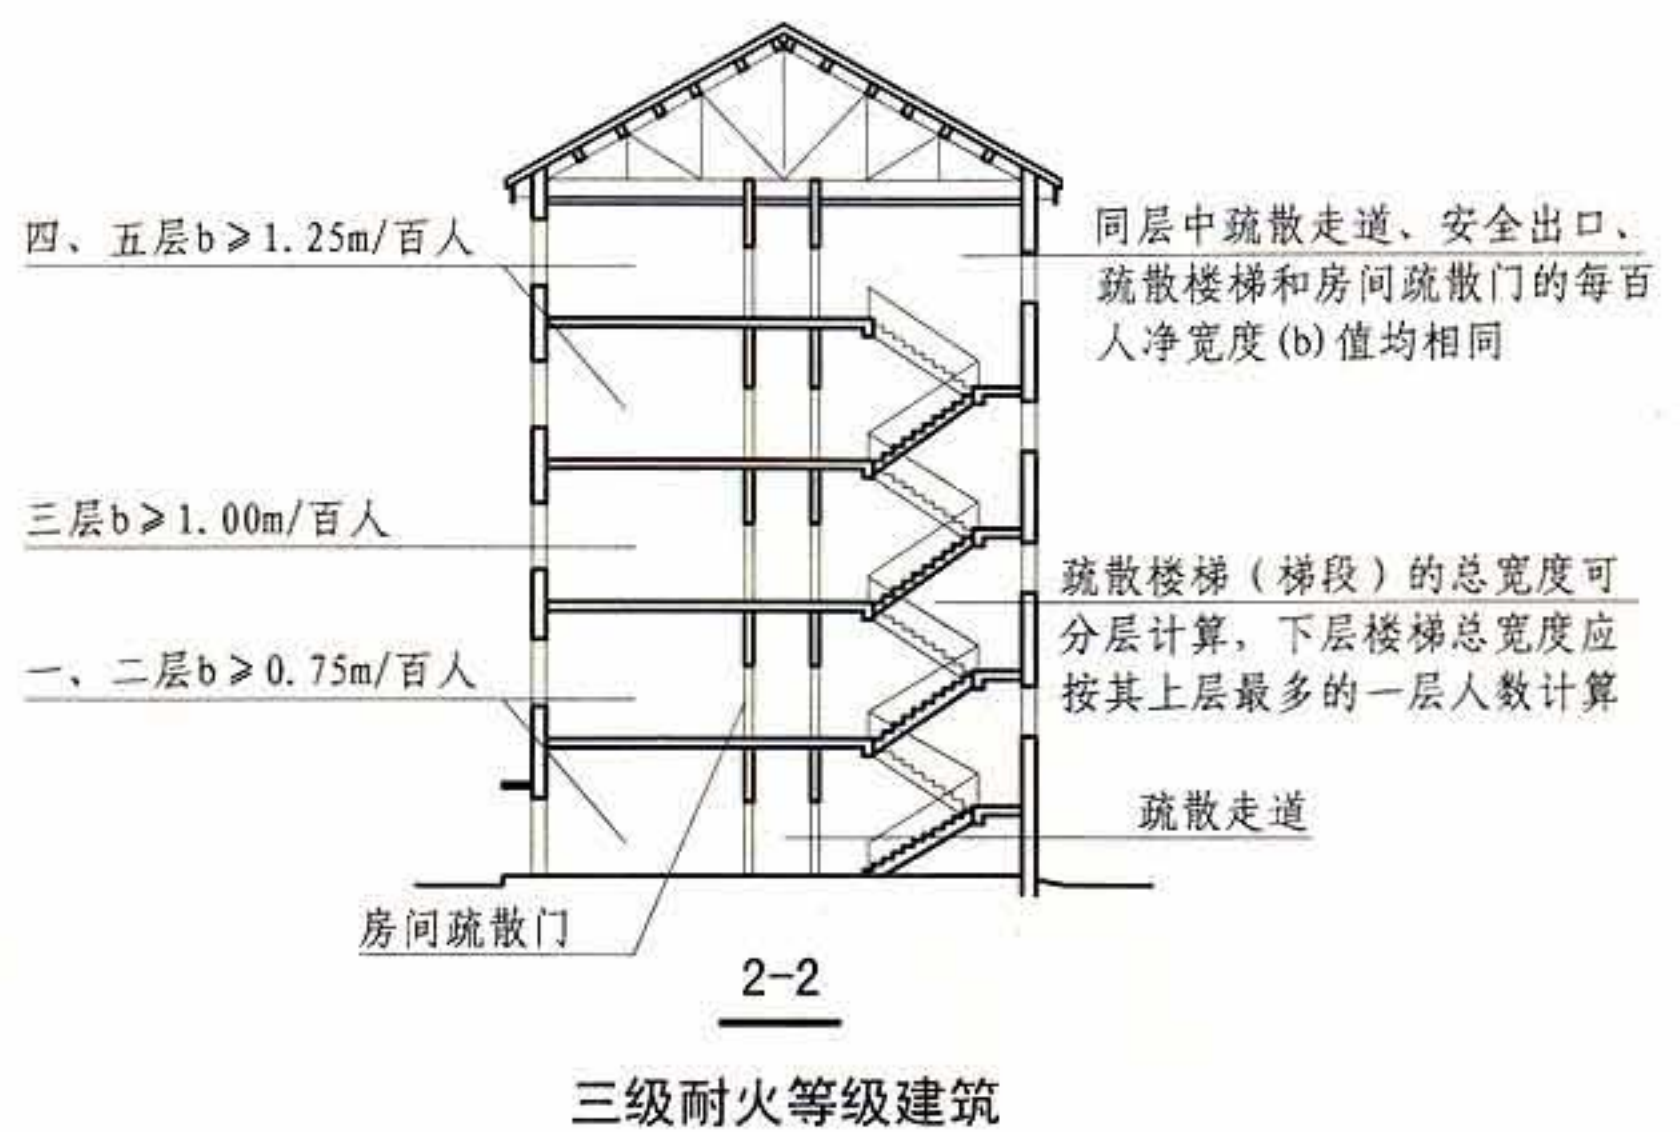 四、五层b≥1.25m/百人
同层中疏散走道、安全出口、
疏散楼梯和房间疏散门的每百
人净宽度(b)值均相同
三层b≥1.00m/百人
疏散楼梯(梯段)的总宽度可
分层计算,下层楼梯总宽度应
按其上层最多的一层人数计算
一、二层b≥0.75m/百人
疏散走道
房间疏散门
2-2
三级耐火等级建筑